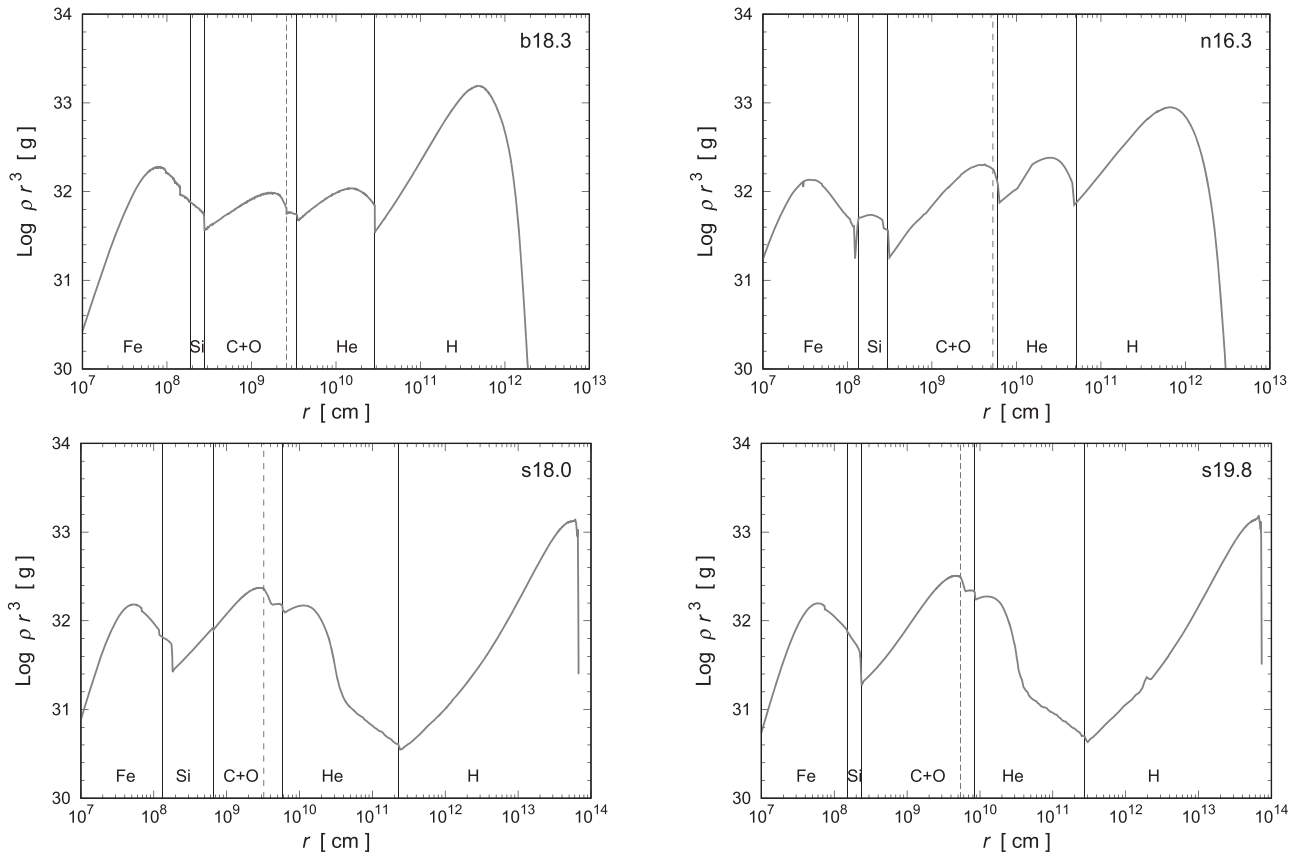 b18.3
Log ρ r³ [ g ]
34
33
32
31
30
Fe Si C+O He H
10⁷ 10⁸ 10⁹ 10¹⁰ 10¹¹ 10¹² 10¹³
r [ cm ]
n16.3
Log ρ r³ [ g ]
34
33
32
31
30
Fe Si C+O He H
10⁷ 10⁸ 10⁹ 10¹⁰ 10¹¹ 10¹² 10¹³
r [ cm ]
s18.0
Log ρ r³ [ g ]
34
33
32
31
30
Fe Si C+O He H
10⁷ 10⁸ 10⁹ 10¹⁰ 10¹¹ 10¹² 10¹³ 10¹⁴
r [ cm ]
s19.8
Log ρ r³ [ g ]
34
33
32
31
30
Fe Si C+O He H
10⁷ 10⁸ 10⁹ 10¹⁰ 10¹¹ 10¹² 10¹³ 10¹⁴
r [ cm ]